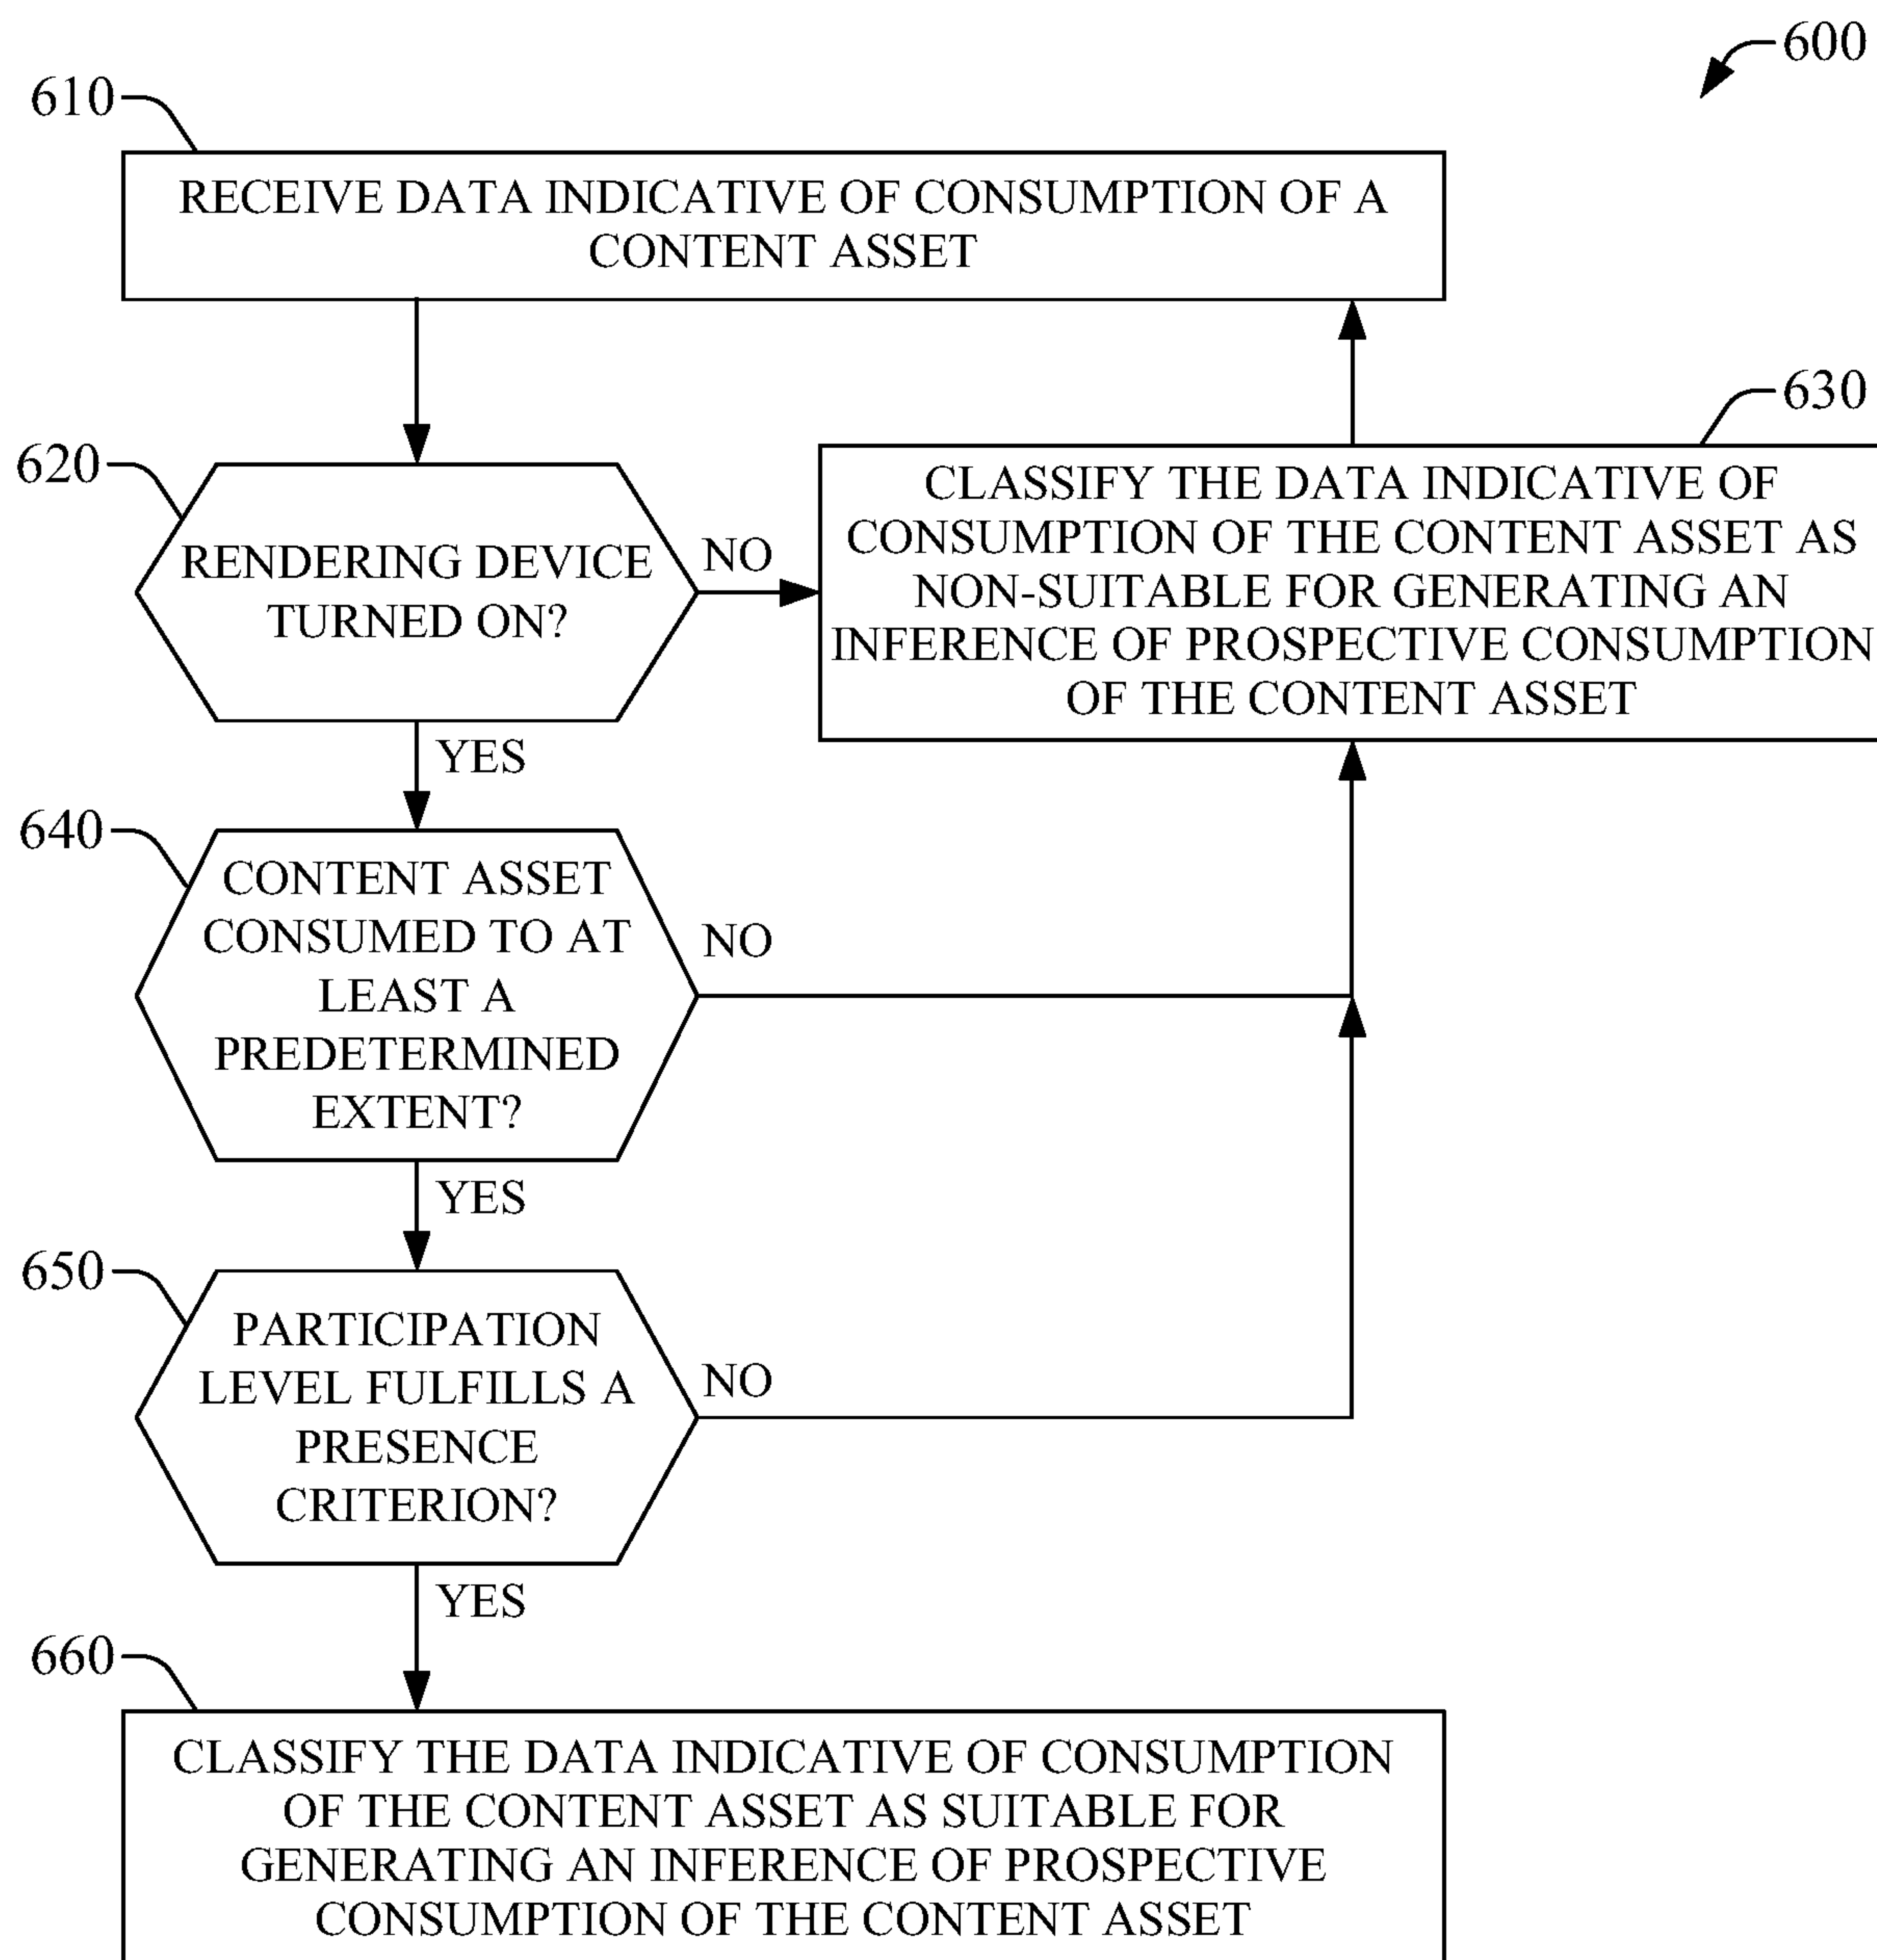 600
610
RECEIVE DATA INDICATIVE OF CONSUMPTION OF A
CONTENT ASSET
620
RENDERING DEVICE
TURNED ON?
NO
630
CLASSIFY THE DATA INDICATIVE OF
CONSUMPTION OF THE CONTENT ASSET AS
NON-SUITABLE FOR GENERATING AN
INFERENCE OF PROSPECTIVE CONSUMPTION
OF THE CONTENT ASSET
YES
640
CONTENT ASSET
CONSUMED TO AT
LEAST A
PREDETERMINED
EXTENT?
NO
YES
650
PARTICIPATION
LEVEL FULFILLS A
PRESENCE
CRITERION?
NO
YES
660
CLASSIFY THE DATA INDICATIVE OF CONSUMPTION
OF THE CONTENT ASSET AS SUITABLE FOR
GENERATING AN INFERENCE OF PROSPECTIVE
CONSUMPTION OF THE CONTENT ASSET